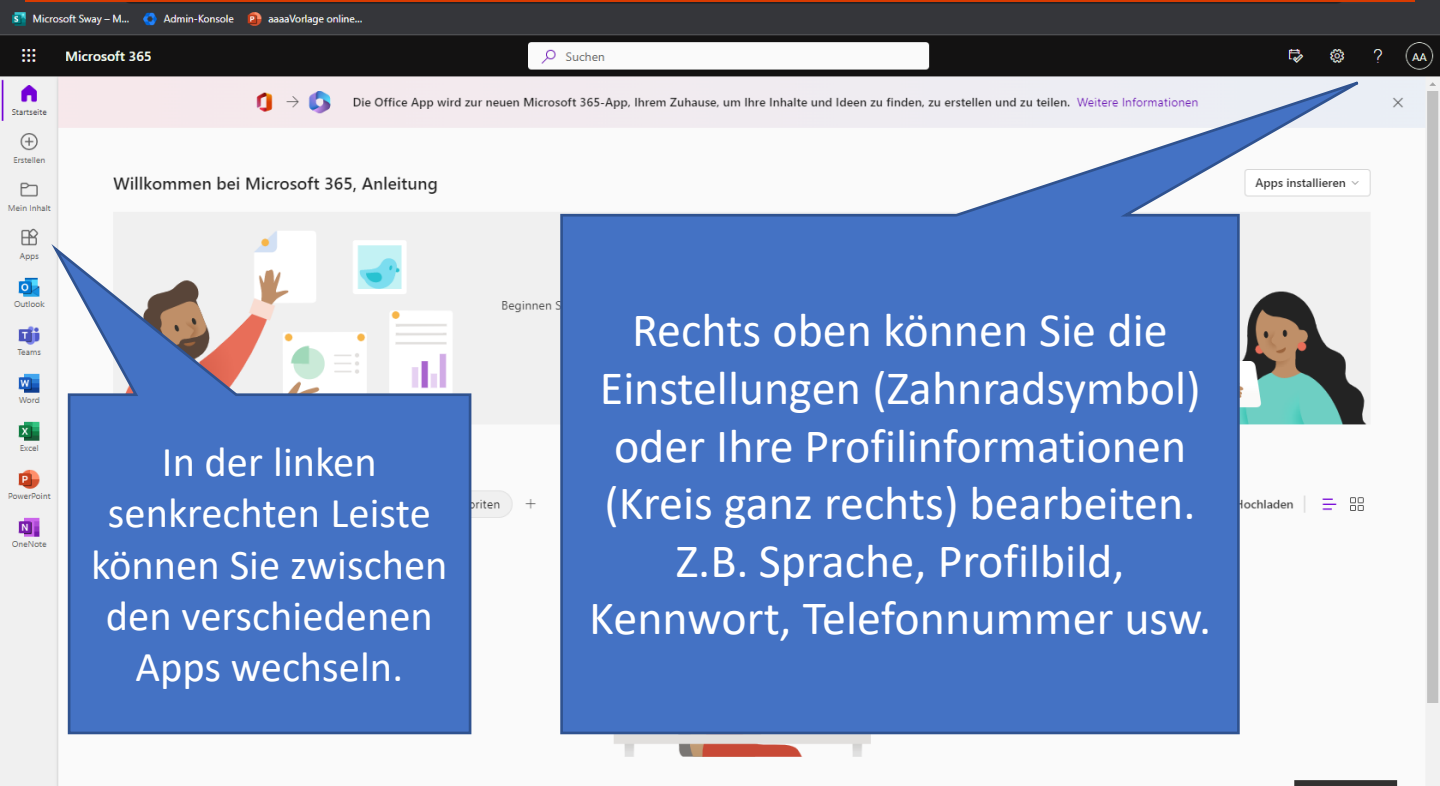 Microsoft Sway – M...
Admin-Konsole
aaaaVorlage online...
Microsoft 365
Suchen
?
AA
Startseite
Erstellen
Mein Inhalt
Apps
Outlook
Teams
Word
Excel
PowerPoint
OneNote
Die Office App wird zur neuen Microsoft 365-App, Ihrem Zuhause, um Ihre Inhalte und Ideen zu finden, zu erstellen und zu teilen. Weitere Informationen
Willkommen bei Microsoft 365, Anleitung
Apps installieren
Beginnen S
In der linken
senkrechten Leiste
können Sie zwischen
den verschiedenen
Apps wechseln.
Rechts oben können Sie die
Einstellungen (Zahnradsymbol)
oder Ihre Profilinformationen
(Kreis ganz rechts) bearbeiten.
Z.B. Sprache, Profilbild,
Kennwort, Telefonnummer usw.
oriten
+
Hochladen